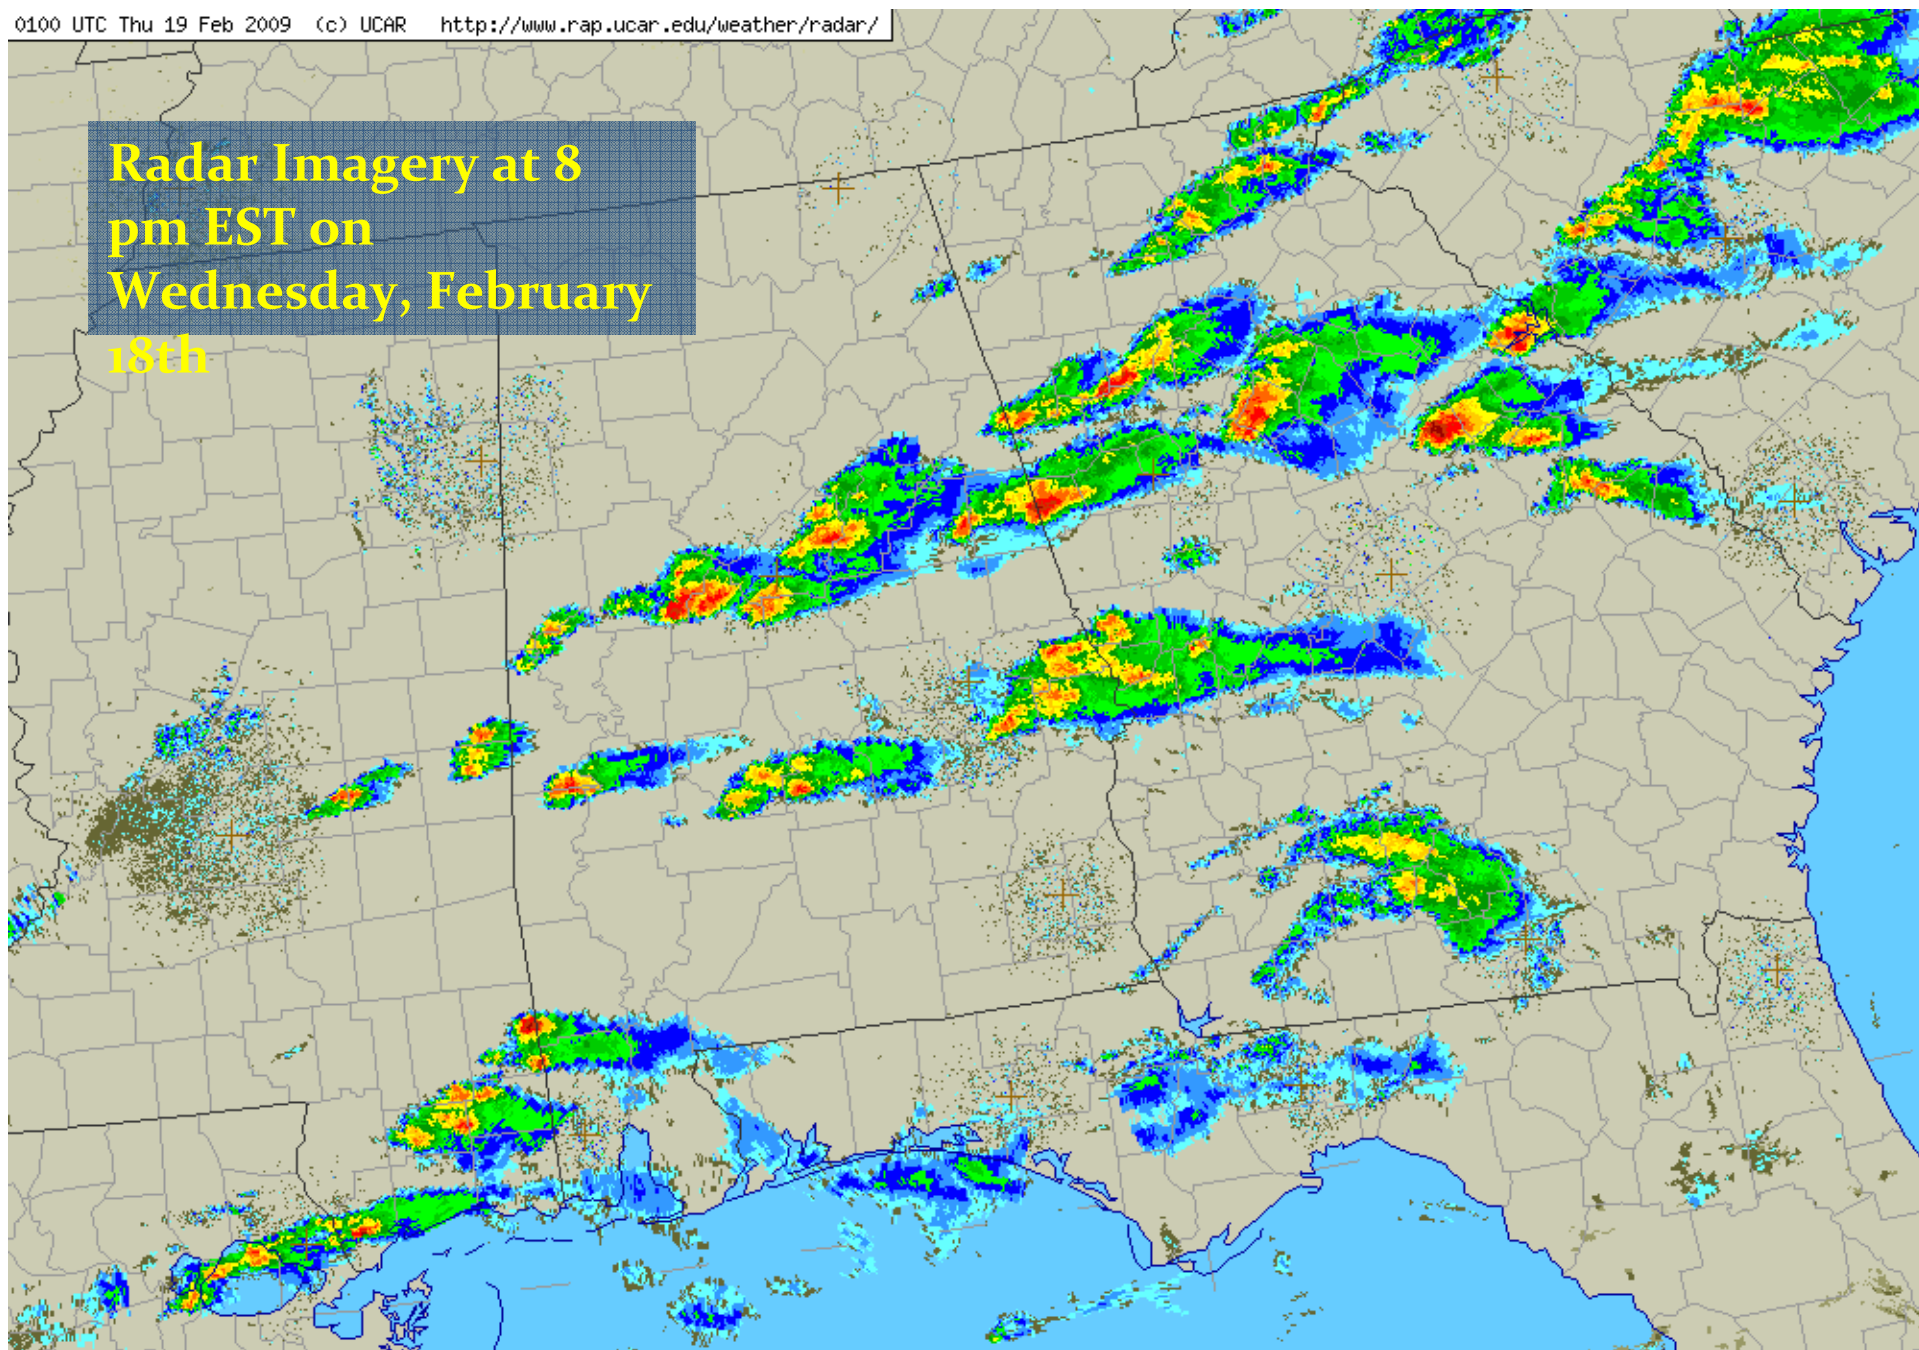 0100 UTC Thu 19 Feb 2009 (c) UCAR http://www.rap.ucar.edu/weather/radar/
Radar Imagery at 8
pm EST on
Wednesday, February
18th